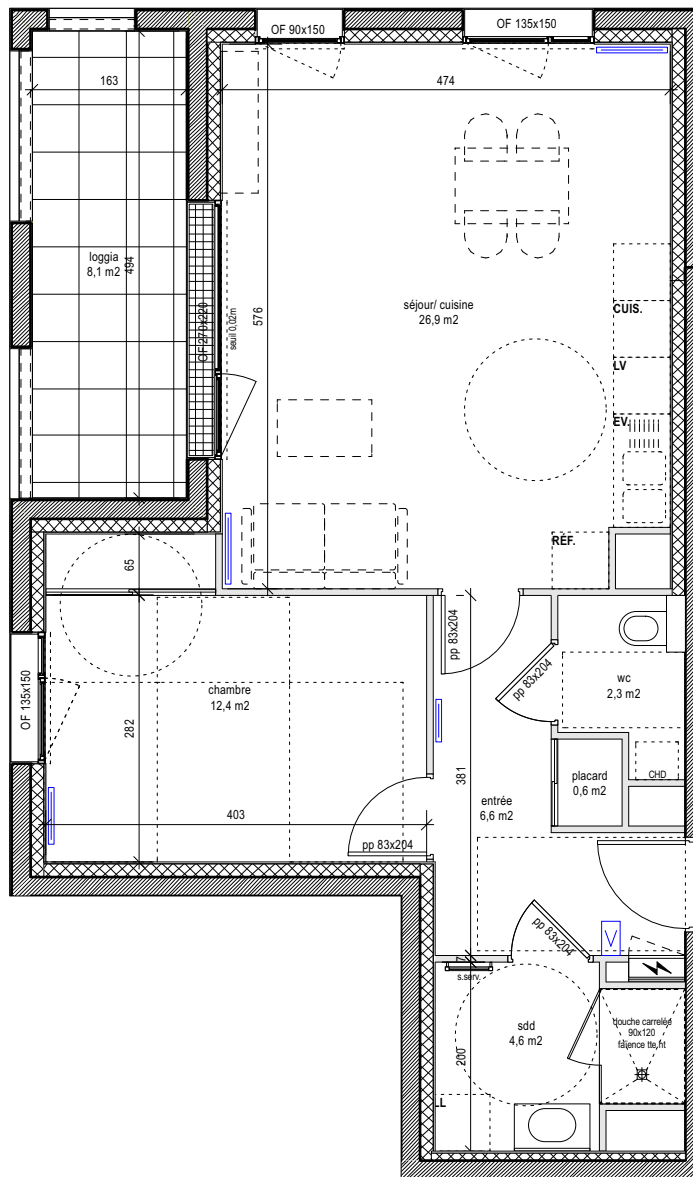 OF 90x150
OF 135x150
163
474
loggia
8,1 m2
494
OF 270x220
seuil 0,02m
576
séjour/ cuisine
26,9 m2
CUIS.
LV
EV.
RÉF.
65
5
OF 135x150
chambre
12,4 m2
282
403
pp 83x204
pp 83x204
pp 83x204
wc
2,3 m2
CHD
placard
0,6 m2
381
entrée
6,6 m2
pp 83x204
7
s.serv.
sdd
4,6 m2
200
douche carrelée
90x120
faïence tte ht
LL